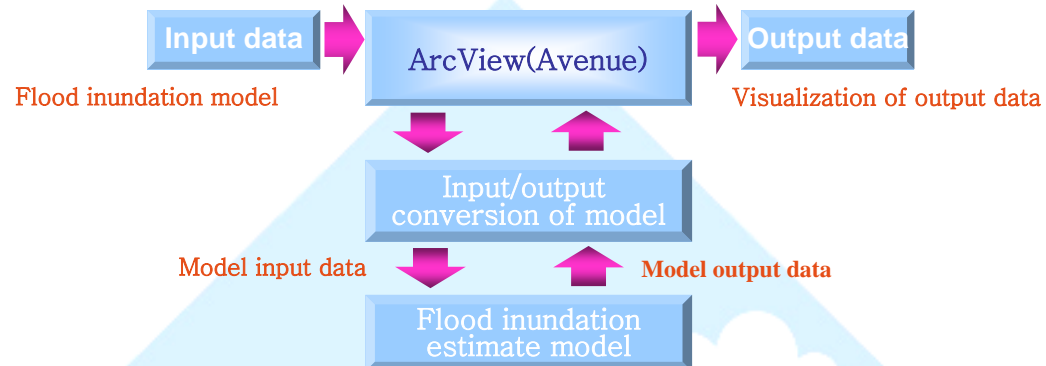 Input data
ArcView(Avenue)
Output data
Flood inundation model
Visualization of output data
Input/output
conversion of model
Model input data
Model output data
Flood inundation
estimate model